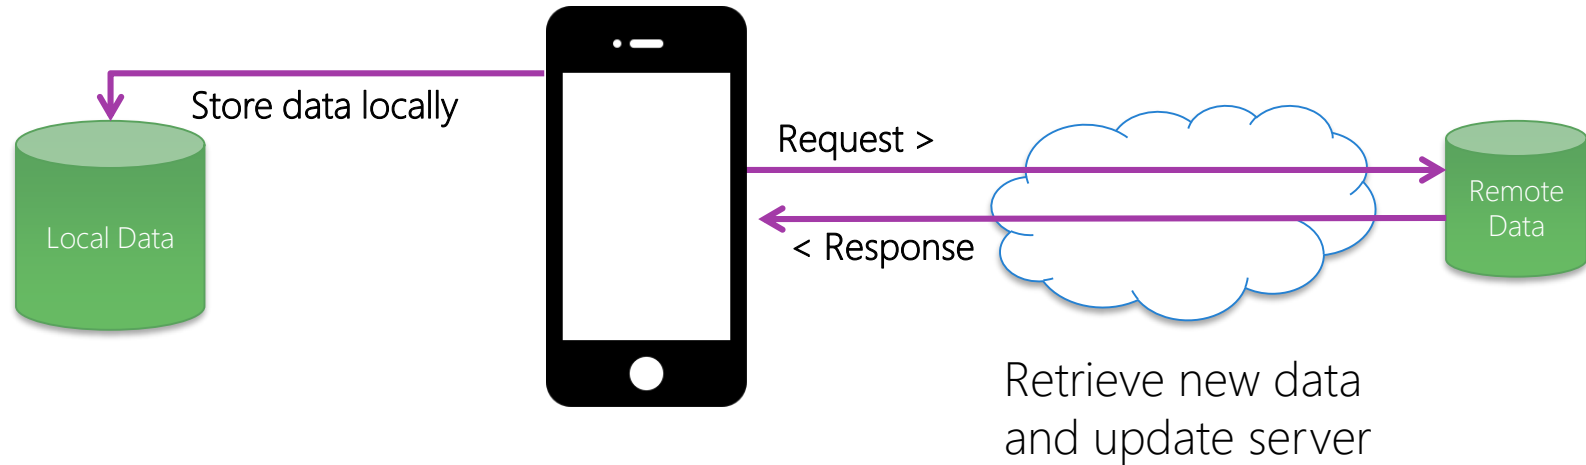 Store data locally
Local Data
Request >
< Response
Remote
Data
Retrieve new data
and update server